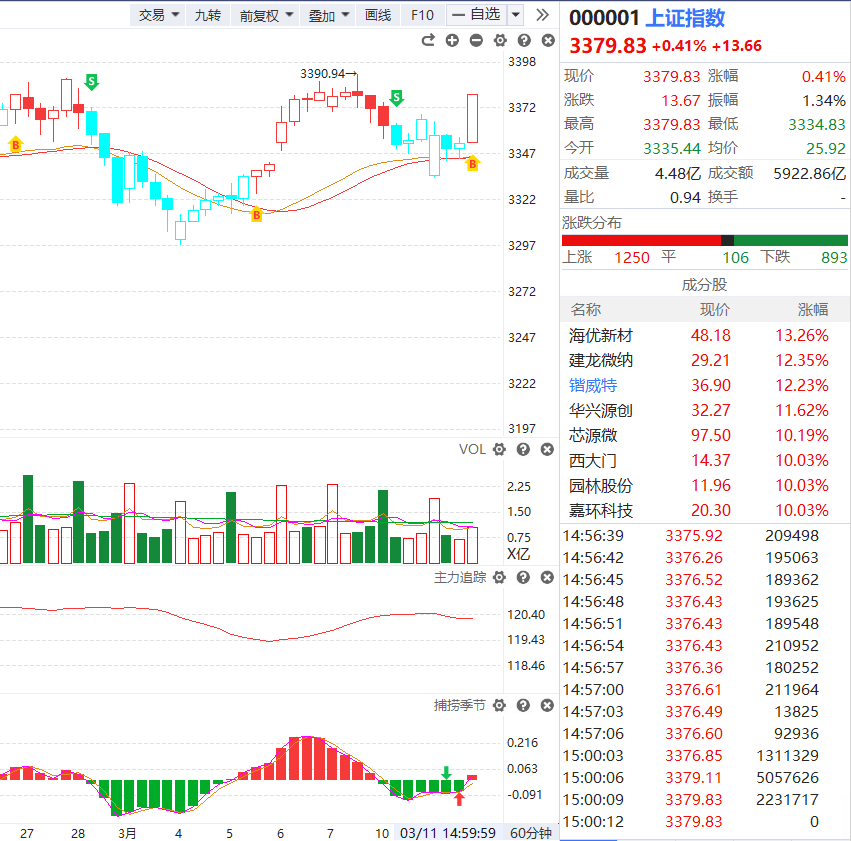 交易 九转 前复权 叠加 画线 F10 自选
3398
3390.94→
S
S
3372
B
3347
B
3322
B
3297
3272
3247
3222
3197
VOL
2.25
1.50
0.75
X亿
主力追踪
120.40
119.43
118.46
捕捞季节
0.216
0.063
-0.091
27 28 3月 4 5 6 7 10 03/11 14:59:59 60分钟
000001 上证指数
3379.83 +0.41% +13.66
现价 3379.83 涨幅 0.41%
涨跌 13.67 振幅 1.34%
最高 3379.83 最低 3334.83
今开 3335.44 均价 25.92
成交量 4.48亿 成交额 5922.86亿
量比 0.94 换手 -
涨跌分布
上涨 1250 平 106 下跌 893
成分股
名称 现价 涨幅
海优新材 48.18 13.26%
建龙微纳 29.21 12.35%
锴威特 36.90 12.23%
华兴源创 32.27 11.62%
芯源微 97.50 10.19%
西大门 14.37 10.03%
园林股份 11.96 10.03%
嘉环科技 20.30 10.03%
14:56:39 3375.92 209498
14:56:42 3376.26 195063
14:56:45 3376.52 189362
14:56:48 3376.43 193625
14:56:51 3376.43 189548
14:56:54 3376.43 210952
14:56:57 3376.36 180252
14:57:00 3376.61 211964
14:57:03 3376.49 13825
14:57:06 3376.60 92936
15:00:03 3376.85 1311329
15:00:06 3379.11 5057626
15:00:09 3379.83 2231717
15:00:12 3379.83 0